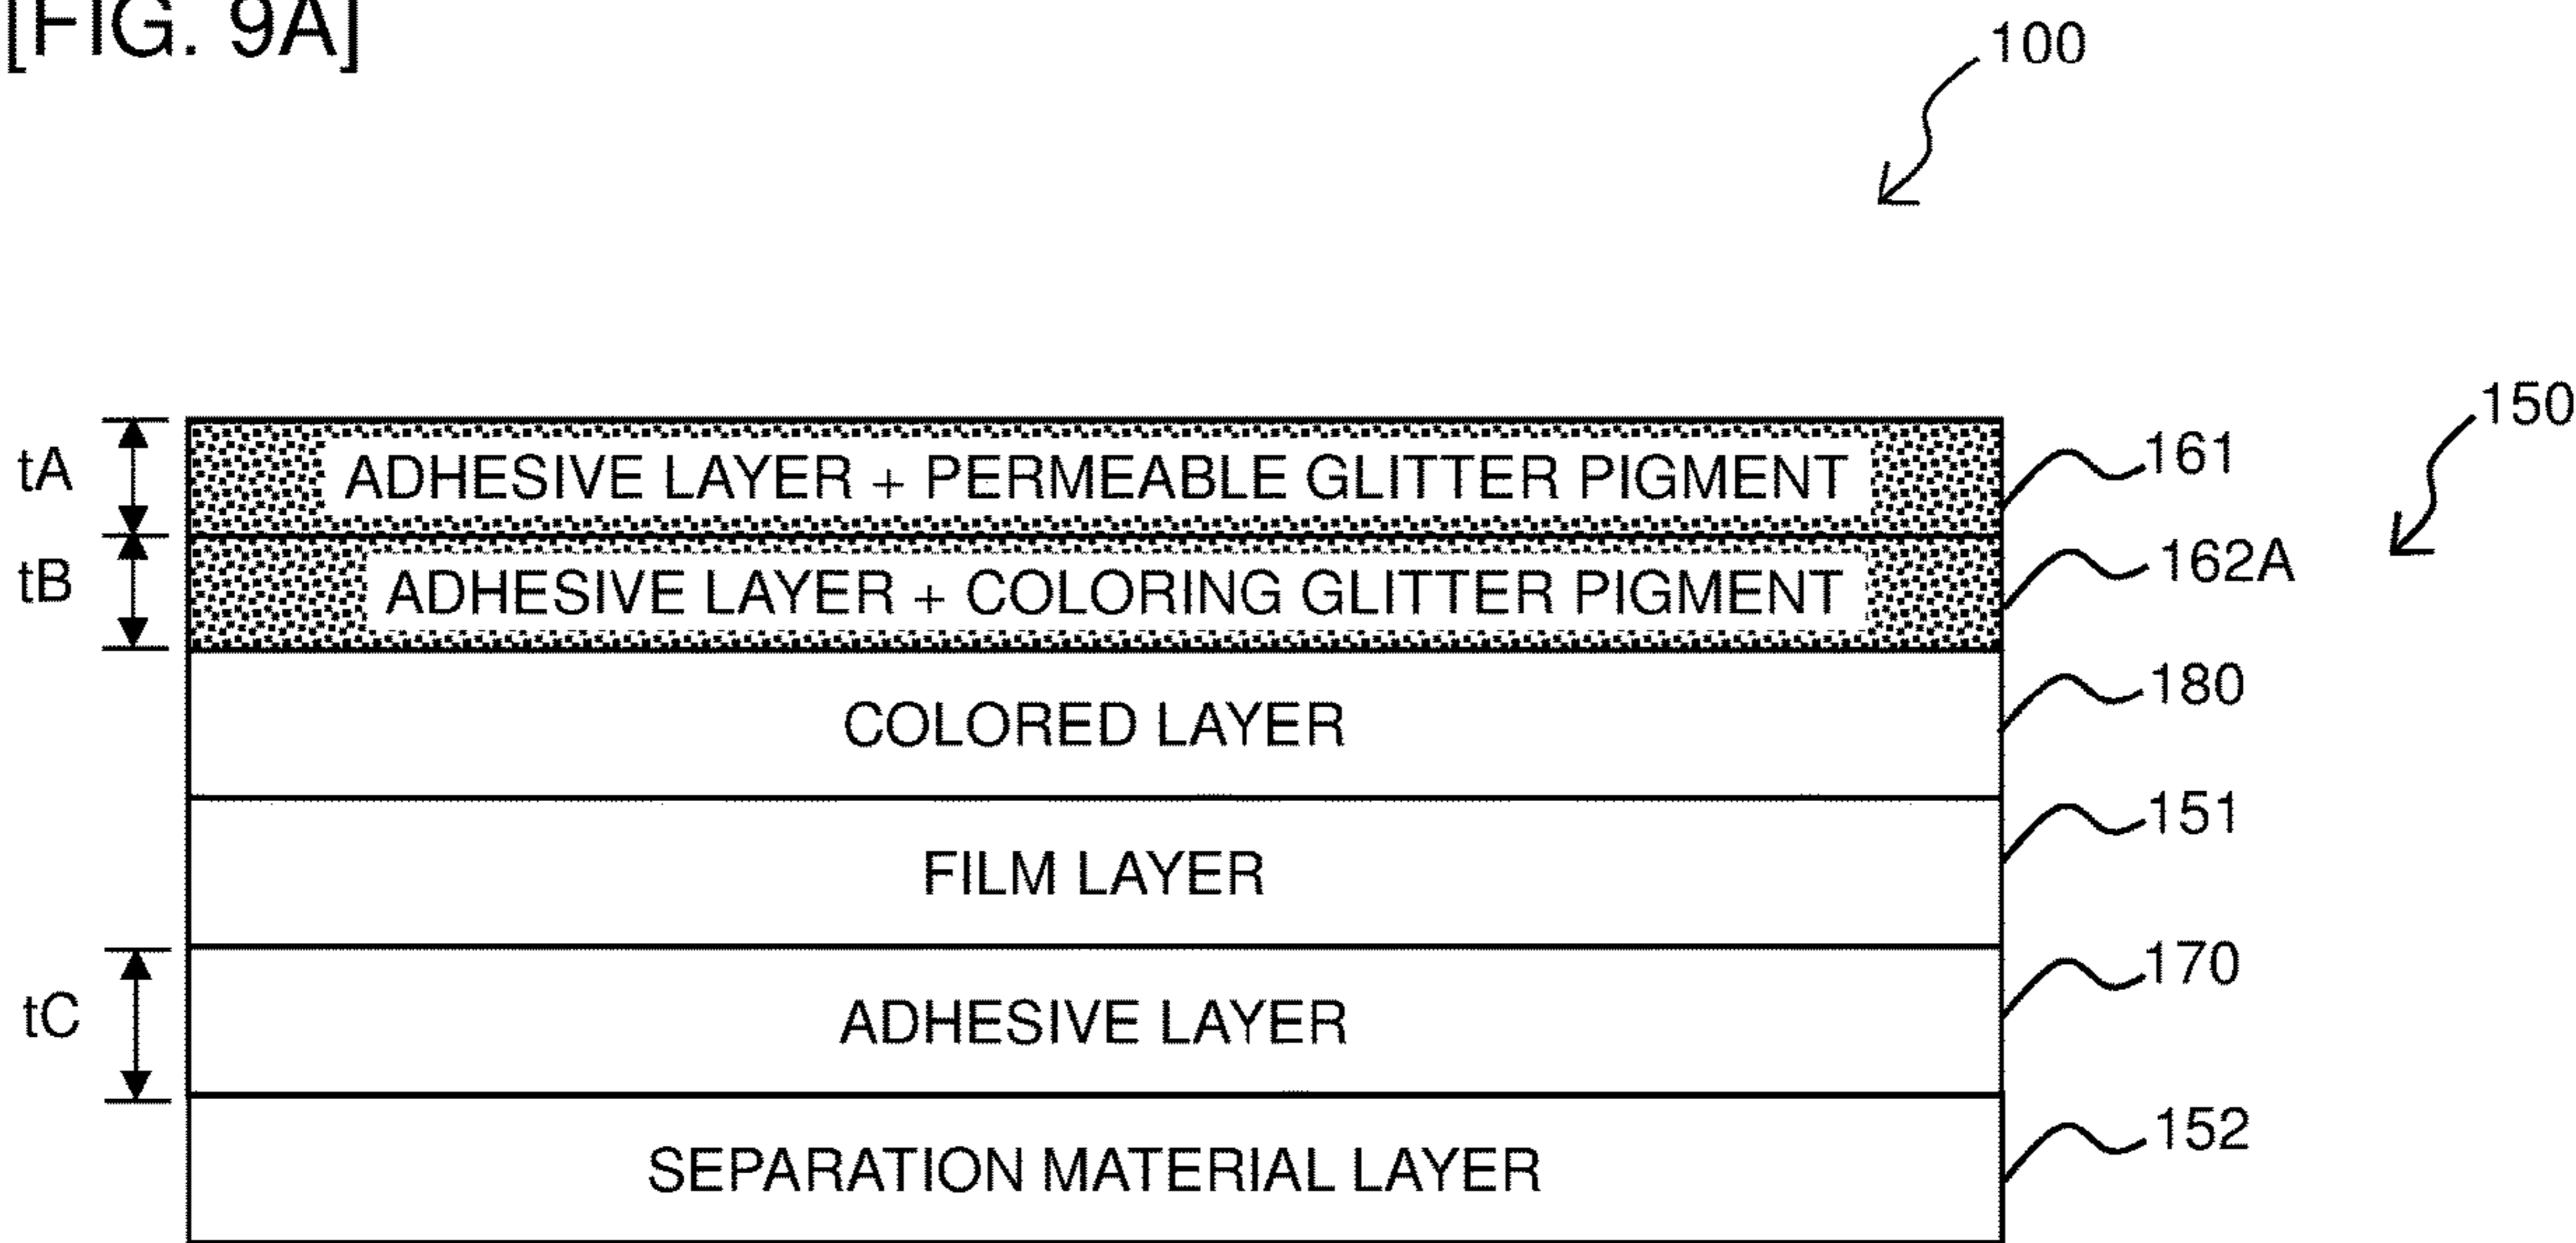 [FIG. 9A]
100
150
tA
ADHESIVE LAYER + PERMEABLE GLITTER PIGMENT
161
tB
ADHESIVE LAYER + COLORING GLITTER PIGMENT
162A
COLORED LAYER
180
FILM LAYER
151
tC
ADHESIVE LAYER
170
SEPARATION MATERIAL LAYER
152